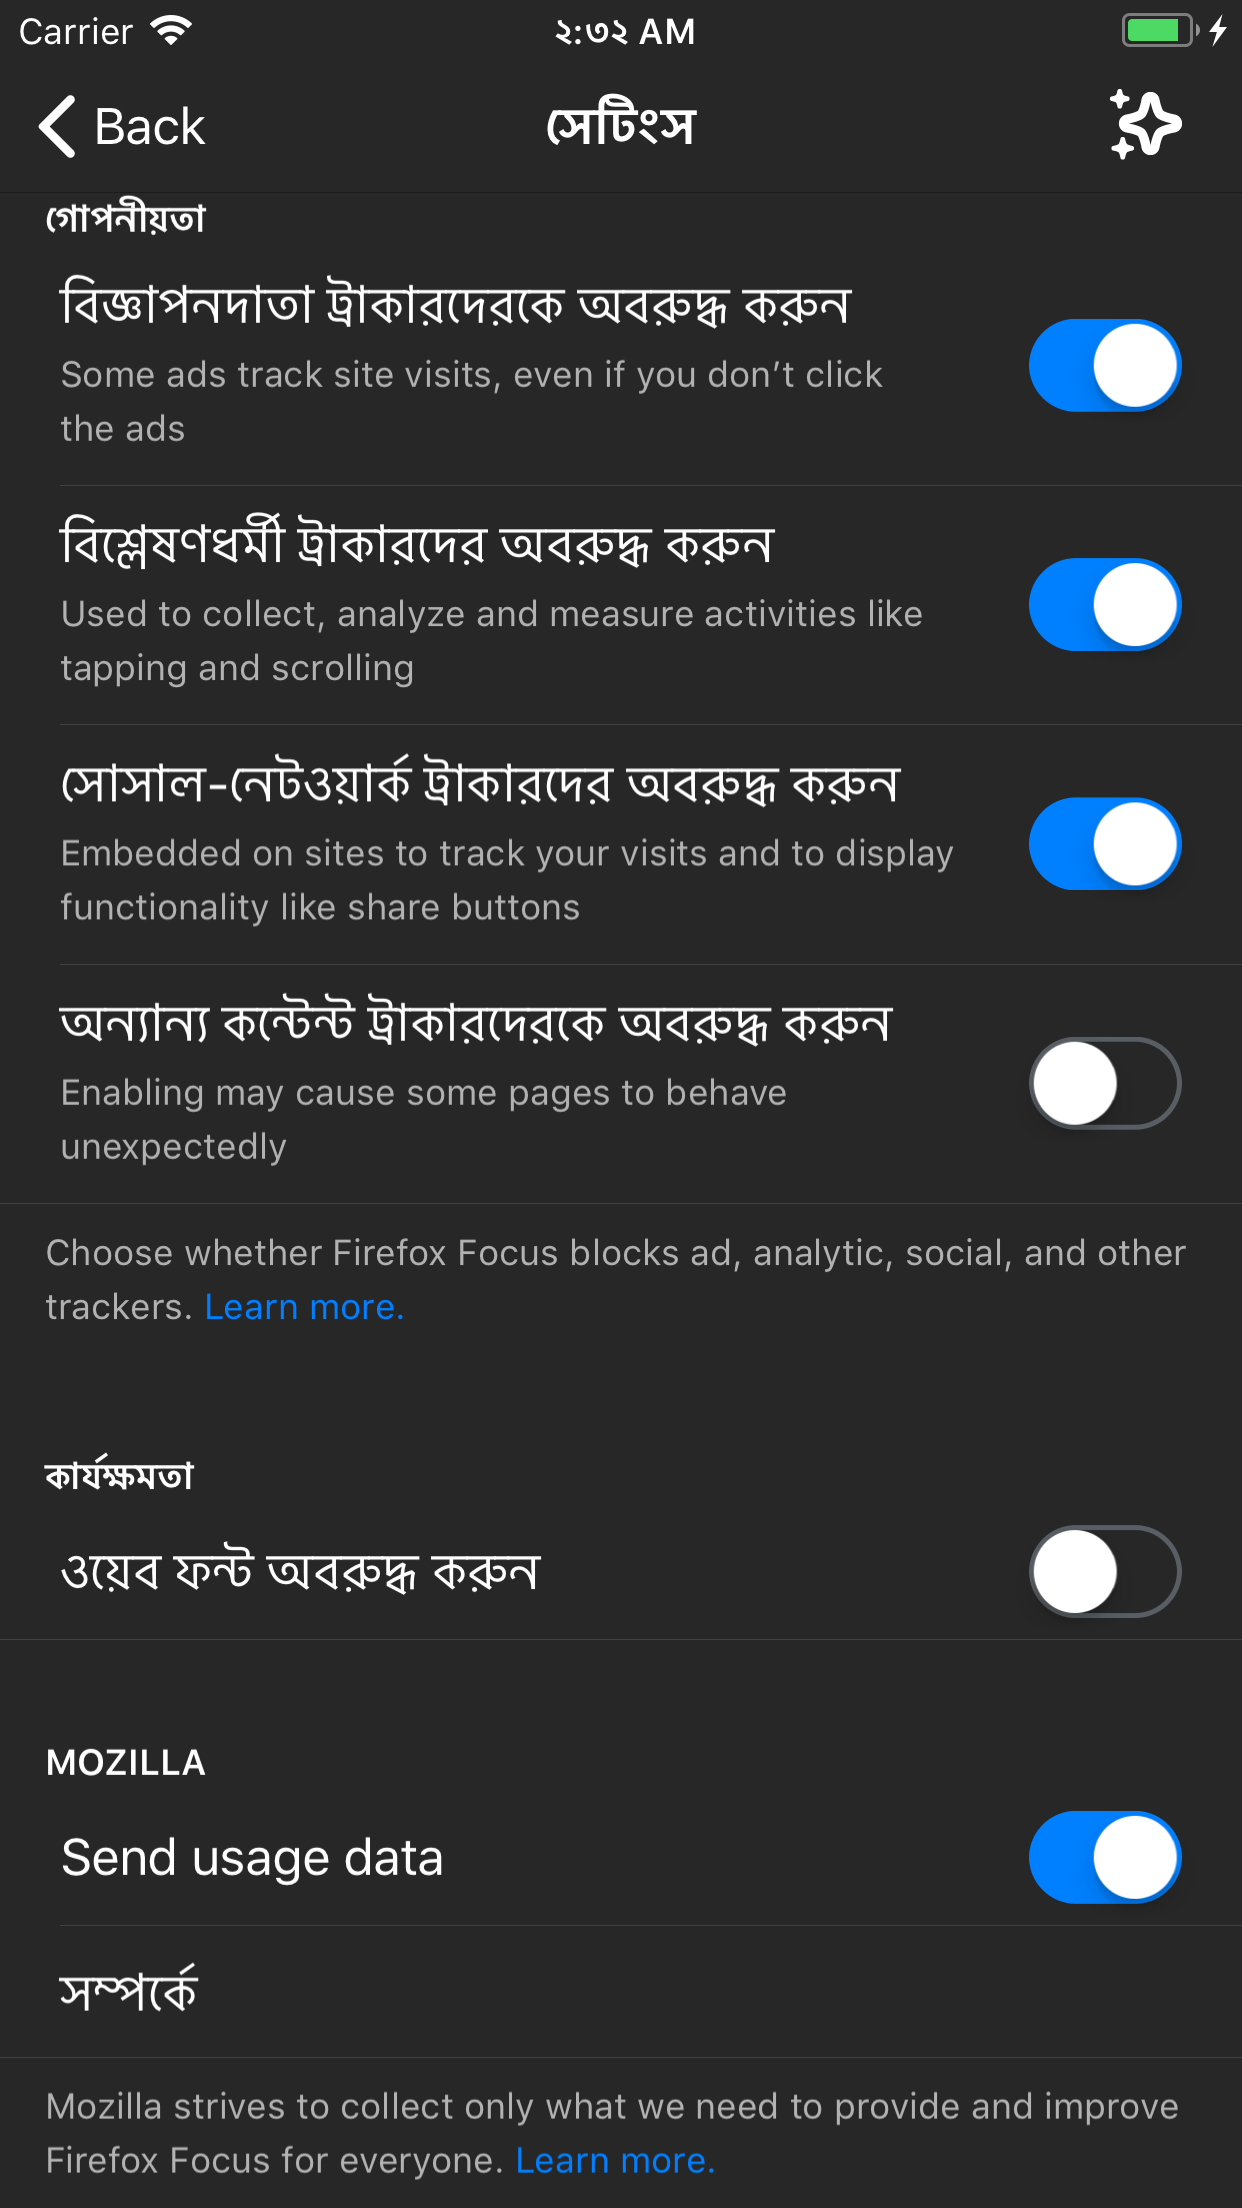 Carrier ২:৩২ AM
Back সেটিংস
গোপনীয়তা
বিজ্ঞাপনদাতা ট্রাকারদেরকে অবরুদ্ধ করুন
Some ads track site visits, even if you don’t click
the ads
বিশ্লেষণধর্মী ট্রাকারদের অবরুদ্ধ করুন
Used to collect, analyze and measure activities like
tapping and scrolling
সোসাল-নেটওয়ার্ক ট্রাকারদের অবরুদ্ধ করুন
Embedded on sites to track your visits and to display
functionality like share buttons
অন্যান্য কন্টেন্ট ট্রাকারদেরকে অবরুদ্ধ করুন
Enabling may cause some pages to behave
unexpectedly
Choose whether Firefox Focus blocks ad, analytic, social, and other
trackers. Learn more.
কার্যক্ষমতা
ওয়েব ফন্ট অবরুদ্ধ করুন
MOZILLA
Send usage data
সম্পর্কে
Mozilla strives to collect only what we need to provide and improve
Firefox Focus for everyone. Learn more.